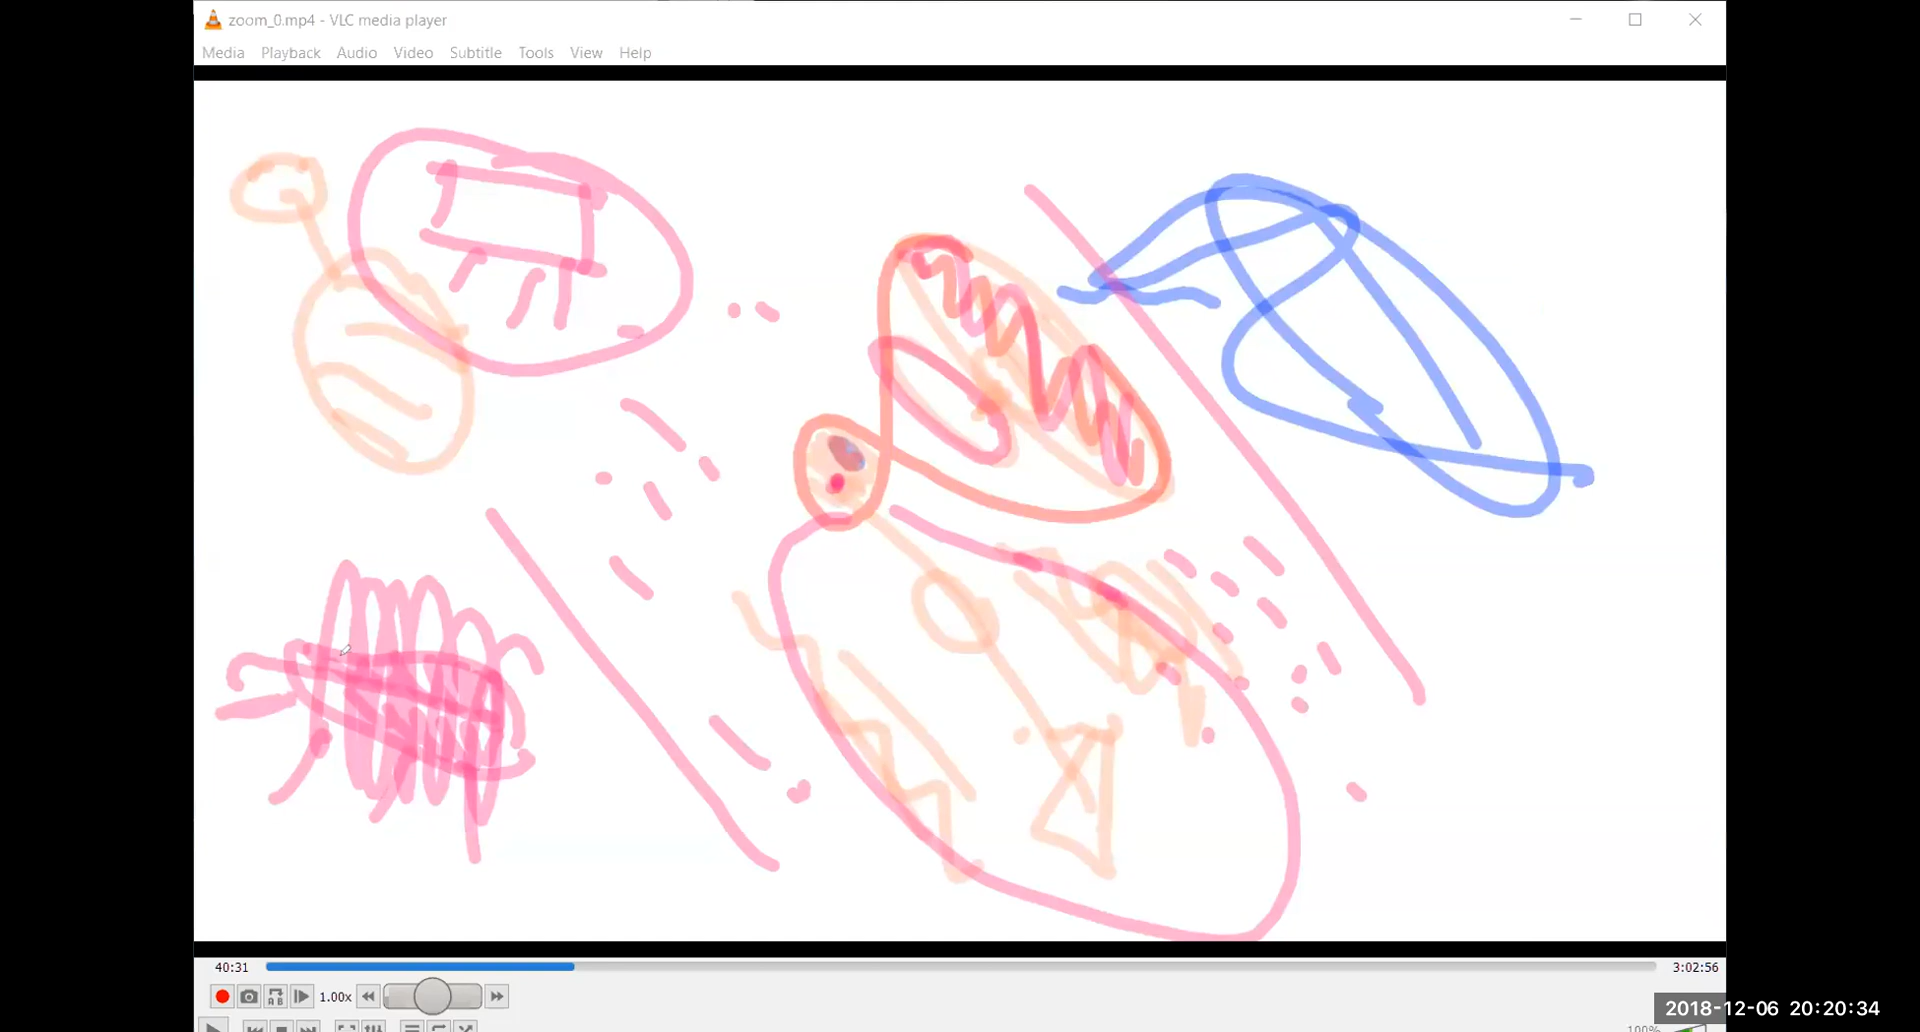 zoom_0.mp4 - VLC media player
Media Playback Audio Video Subtitle Tools View Help
40:31
3:02:56
1.00x
2018-12-06 20:20:34
100%